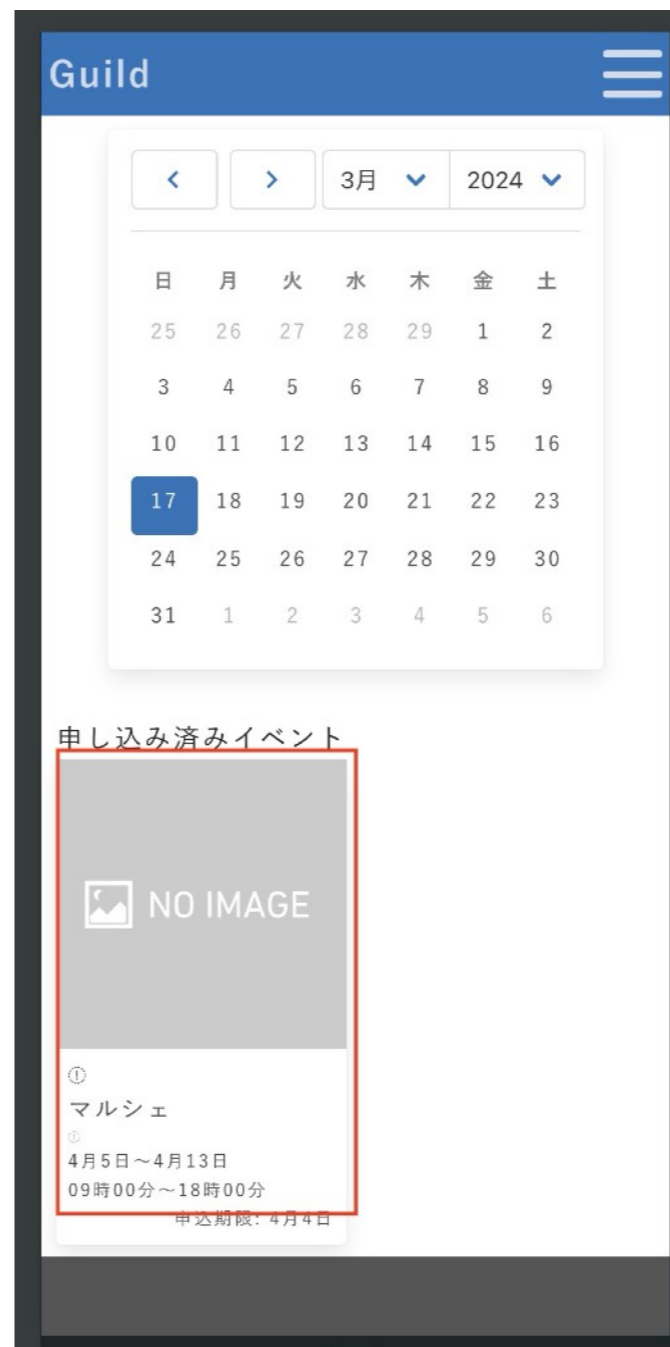 Guild
3月 2024
日 月 火 水 木 金 土
25 26 27 28 29 1 2
3 4 5 6 7 8 9
10 11 12 13 14 15 16
17 18 19 20 21 22 23
24 25 26 27 28 29 30
31 1 2 3 4 5 6
申し込み済みイベント
NO IMAGE
マルシェ
4月5日～4月13日
09時00分～18時00分
申込期限: 4月4日